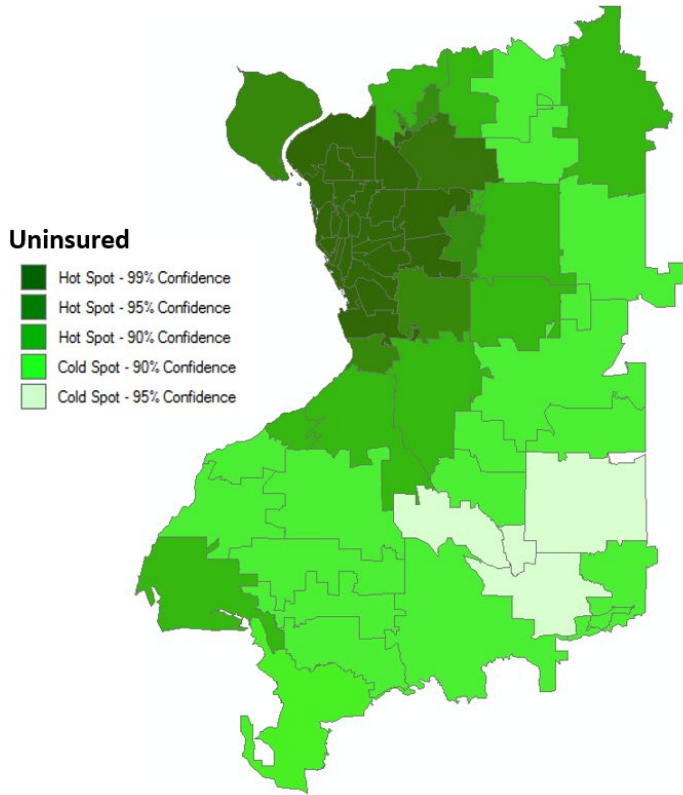 Uninsured
Hot Spot - 99% Confidence
Hot Spot - 95% Confidence
Hot Spot - 90% Confidence
Cold Spot - 90% Confidence
Cold Spot - 95% Confidence